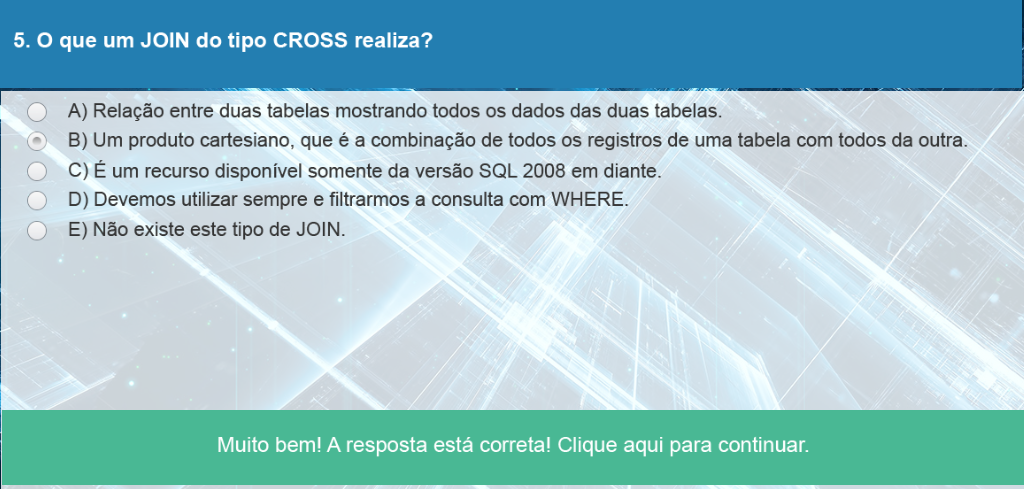 5. O que um JOIN do tipo CROSS realiza?
A) Relação entre duas tabelas mostrando todos os dados das duas tabelas.
B) Um produto cartesiano, que é a combinação de todos os registros de uma tabela com todos da outra.
C) É um recurso disponível somente da versão SQL 2008 em diante.
D) Devemos utilizar sempre e filtrarmos a consulta com WHERE.
E) Não existe este tipo de JOIN.
Muito bem! A resposta está correta! Clique aqui para continuar.